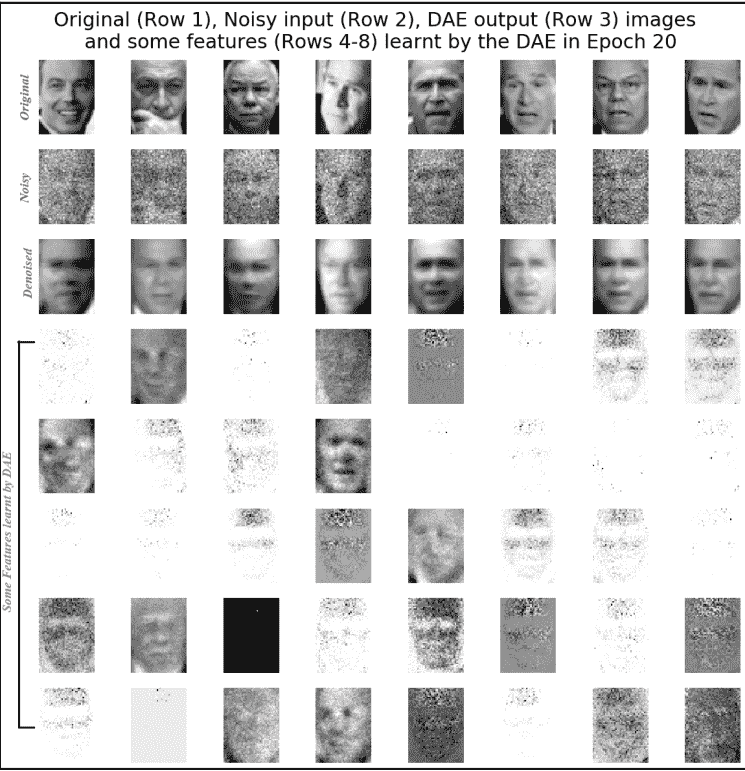 Original (Row 1), Noisy input (Row 2), DAE output (Row 3) images
and some features (Rows 4-8) learnt by the DAE in Epoch 20
Original
Noisy
Denoised
Some Features learnt by DAE